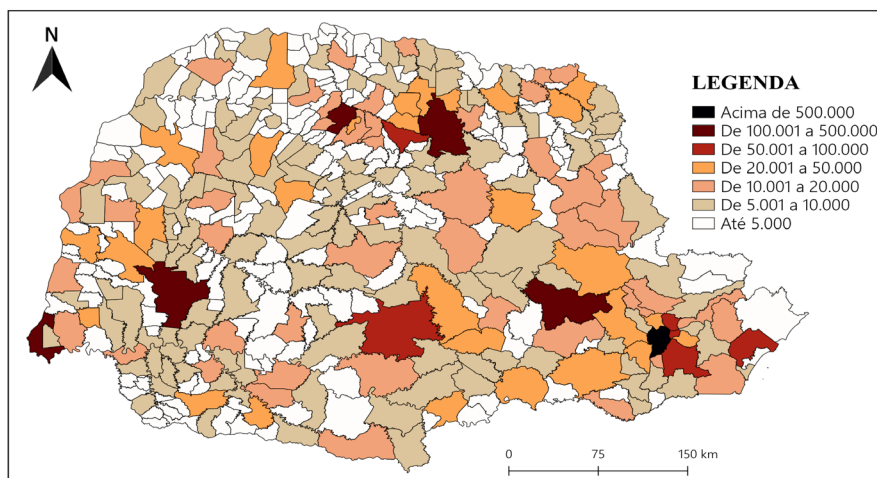 N
LEGENDA
Acima de 500.000
De 100.001 a 500.000
De 50.001 a 100.000
De 20.001 a 50.000
De 10.001 a 20.000
De 5.001 a 10.000
Até 5.000
0 75 150 km